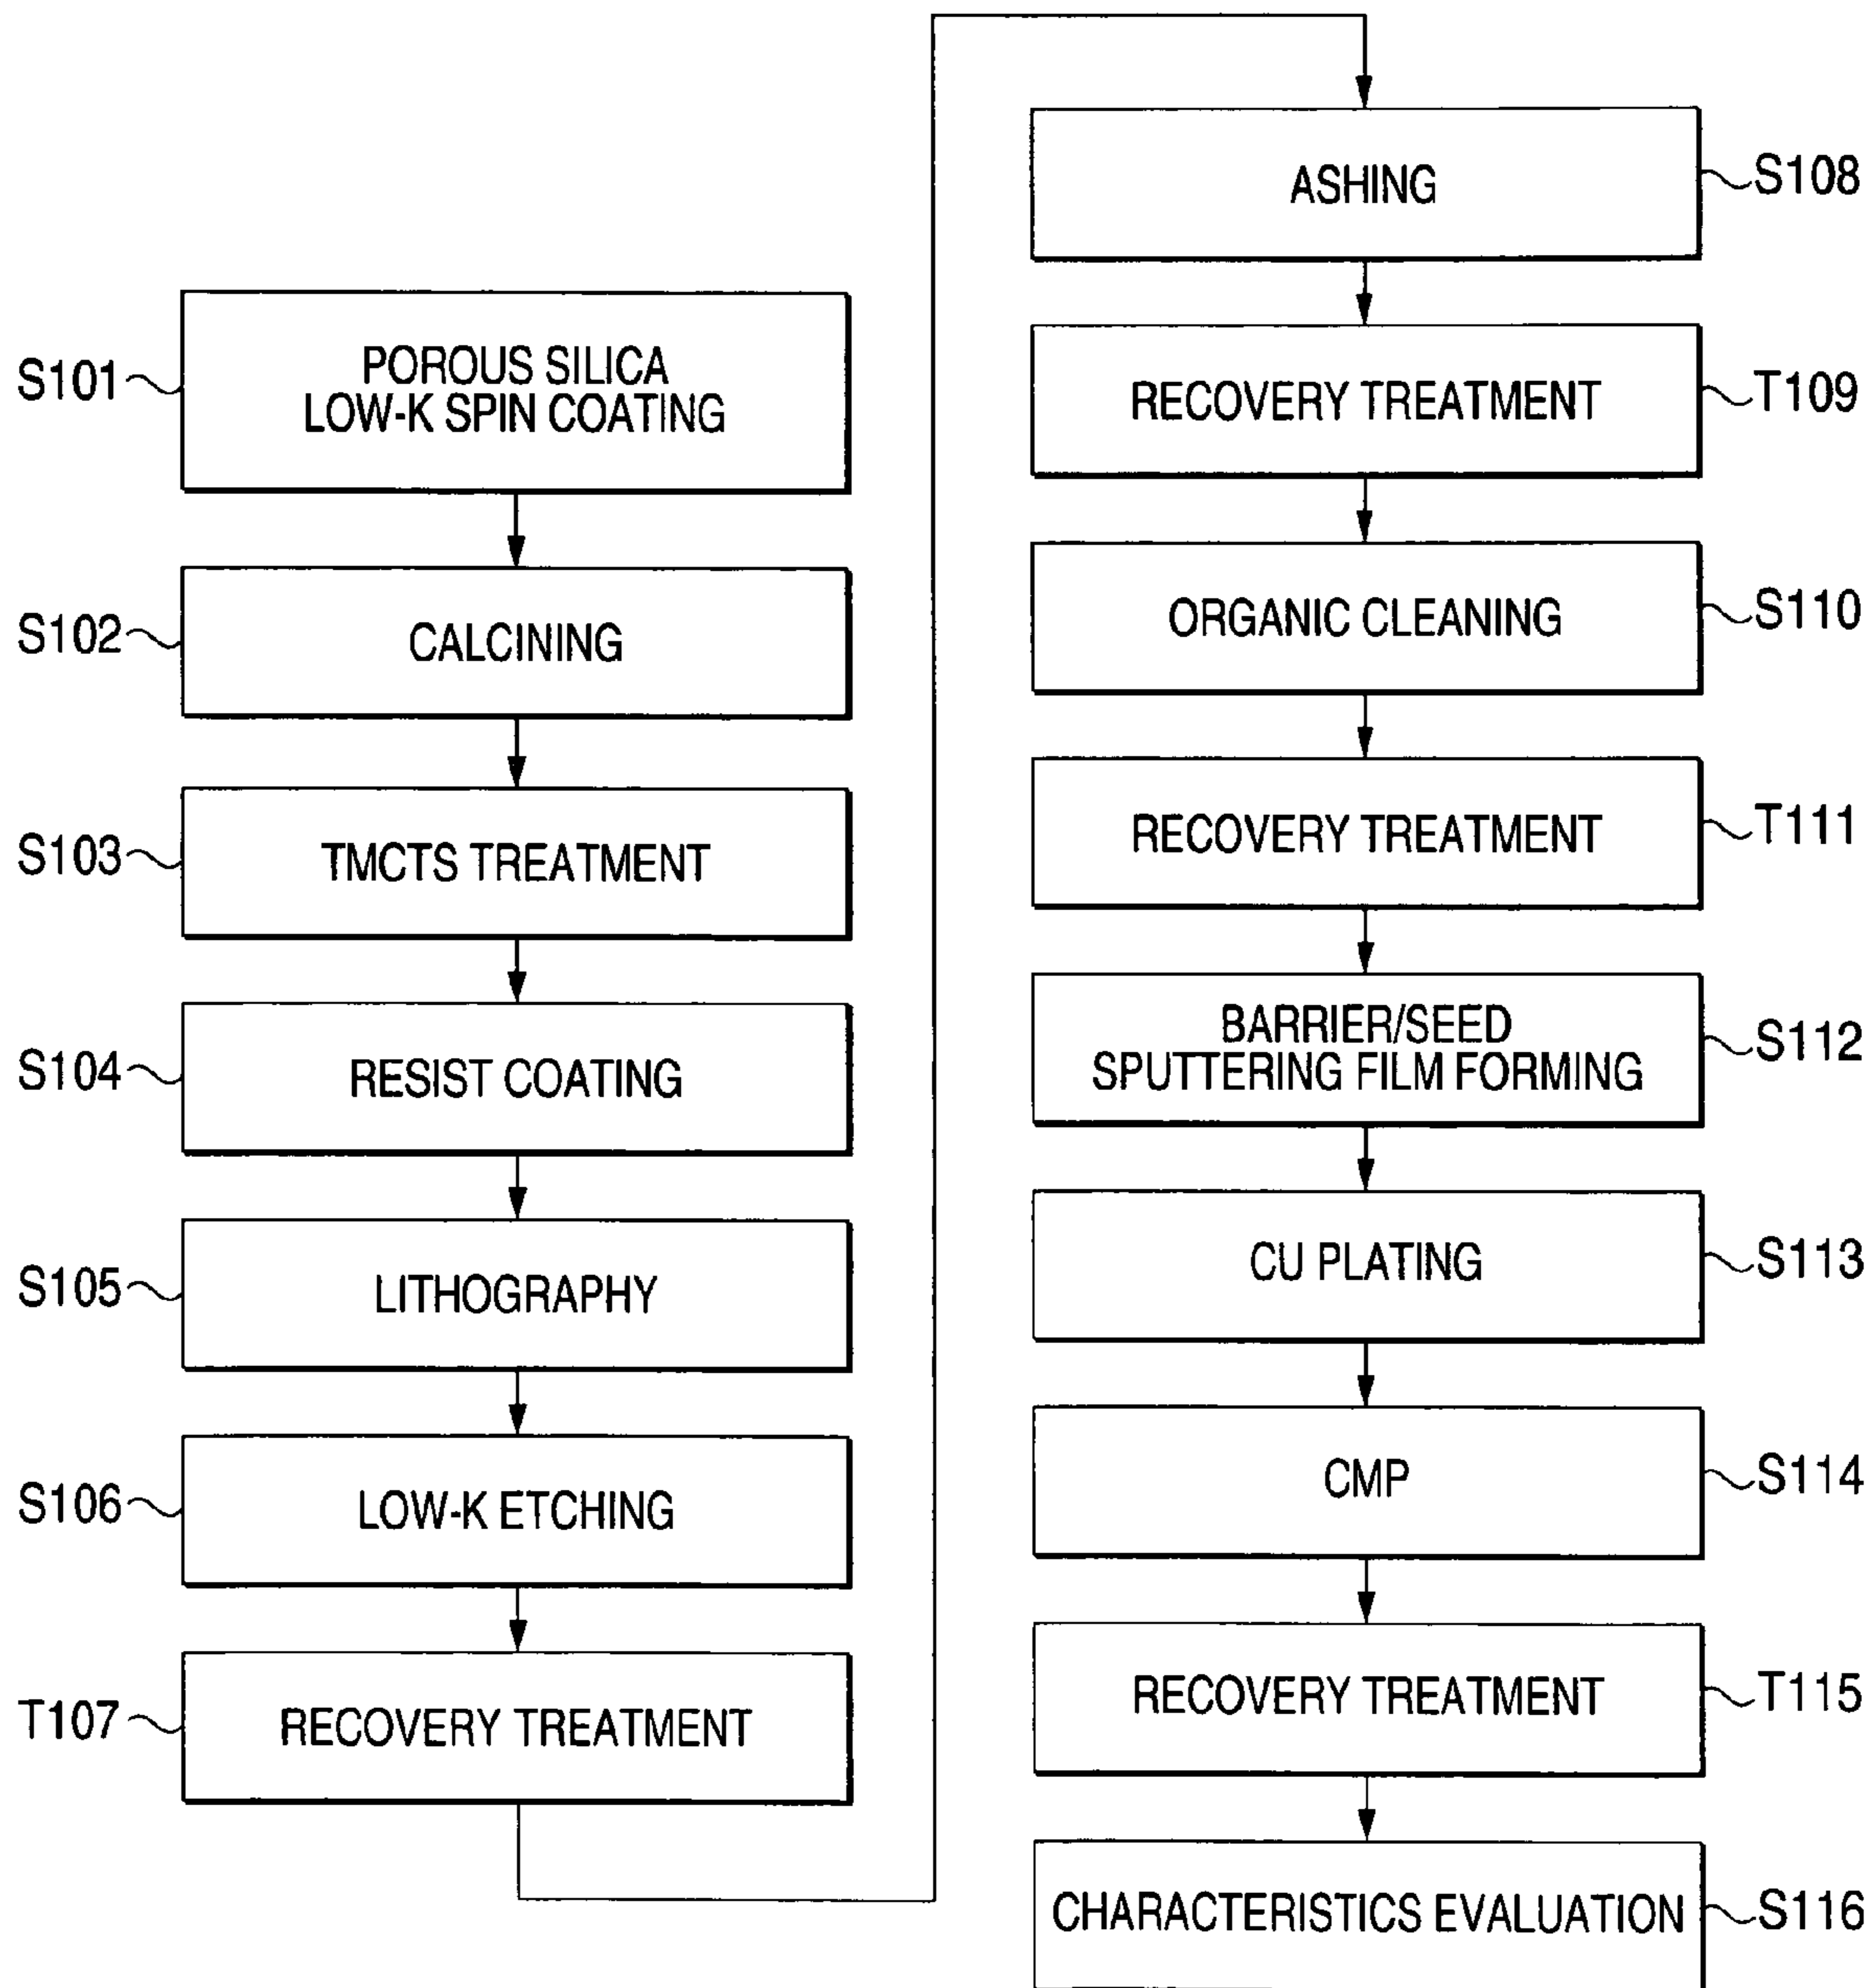 S101
POROUS SILICA
LOW-K SPIN COATING
S102
CALCINING
S103
TMCTS TREATMENT
S104
RESIST COATING
S105
LITHOGRAPHY
S106
LOW-K ETCHING
T107
RECOVERY TREATMENT
ASHING
S108
RECOVERY TREATMENT
T109
ORGANIC CLEANING
S110
RECOVERY TREATMENT
T111
BARRIER/SEED
SPUTTERING FILM FORMING
S112
CU PLATING
S113
CMP
S114
RECOVERY TREATMENT
T115
CHARACTERISTICS EVALUATION
S116